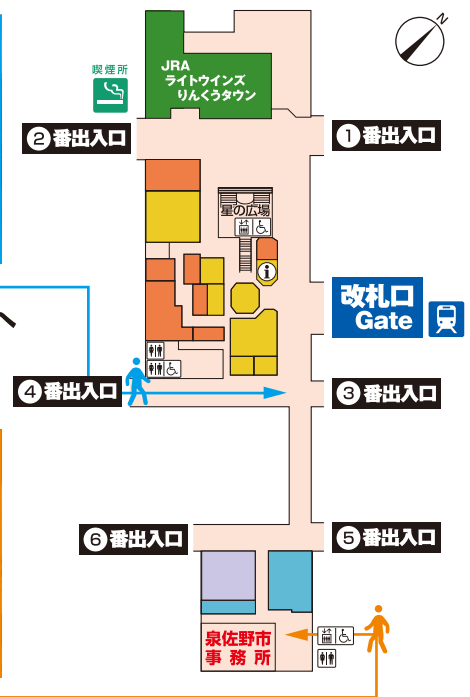 N
喫煙所
JRA
ライトウインズ
りんくうタウン
②番出入口
①番出入口
星の広場
i
改札口
Gate
へ
④番出入口
③番出入口
⑥番出入口
⑤番出入口
泉佐野市
事務所